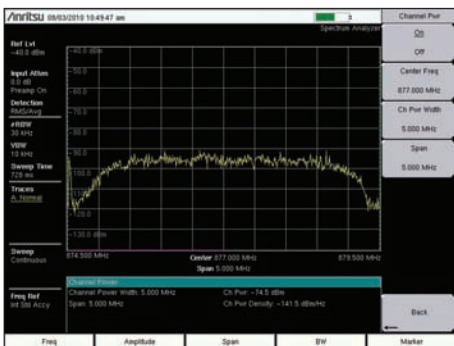 Anritsu 09/03/2010 10:49:47 am
Channel Pwr
Spectrum Analyzer
Ref Lvl
-40.0 dBm
Input Atten
0.0 dB
Preamp On
Detection
RMS/Avg
#RBW
30 kHz
VBW
10 kHz
Sweep Time
728 ms
Traces
A: Normal
Sweep
Continuous
Freq Ref
Int Std Accy
-40.0 dBm
-50.0
-60.0
-70.0
-80.0
-90.0
-100.0
-120.0
-130.0 dBm
874.500 MHz
Center 877.000 MHz
879.500 MHz
Span 5.000 MHz
Channel Power
Channel Power Width: 5.000 MHz
Ch Pwr: -74.5 dBm
Span: 5.000 MHz
Ch Pwr Density: -141.5 dBm/Hz
On
Off
Center Freq
877.000 MHz
Ch Pwr Width
5.000 MHz
Span
5.000 MHz
Back
Freq
Amplitude
Span
BW
Marker